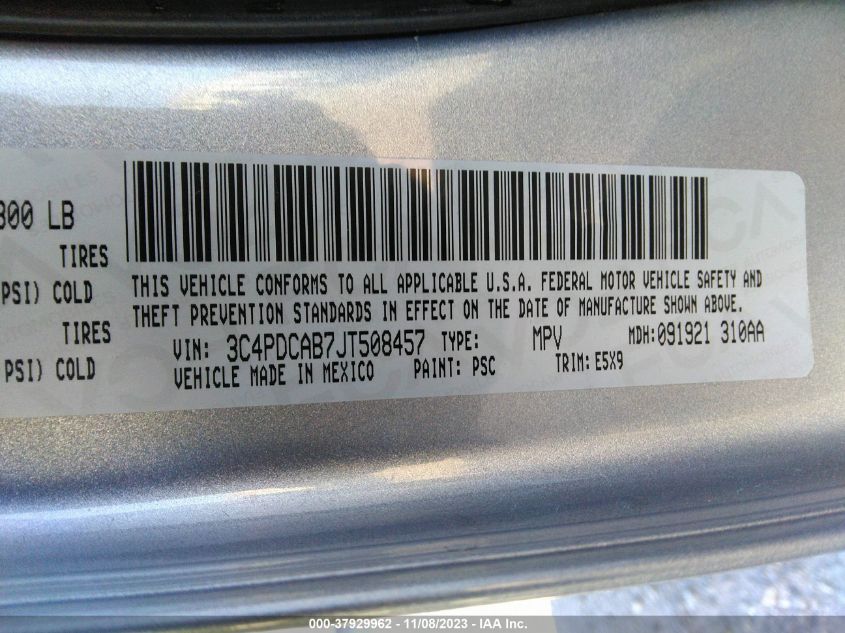 300 LB
TIRES
PSI) COLD
TIRES
PSI) COLD
THIS VEHICLE CONFORMS TO ALL APPLICABLE U.S.A. FEDERAL MOTOR VEHICLE SAFETY AND
THEFT PREVENTION STANDARDS IN EFFECT ON THE DATE OF MANUFACTURE SHOWN ABOVE.
VIN: 3C4PDCAB7JT508457 TYPE: MPV MDH:091921 310AA
VEHICLE MADE IN MEXICO PAINT: PSC TRIM: E5X9
000-37929962 - 11/08/2023 - IAA Inc.